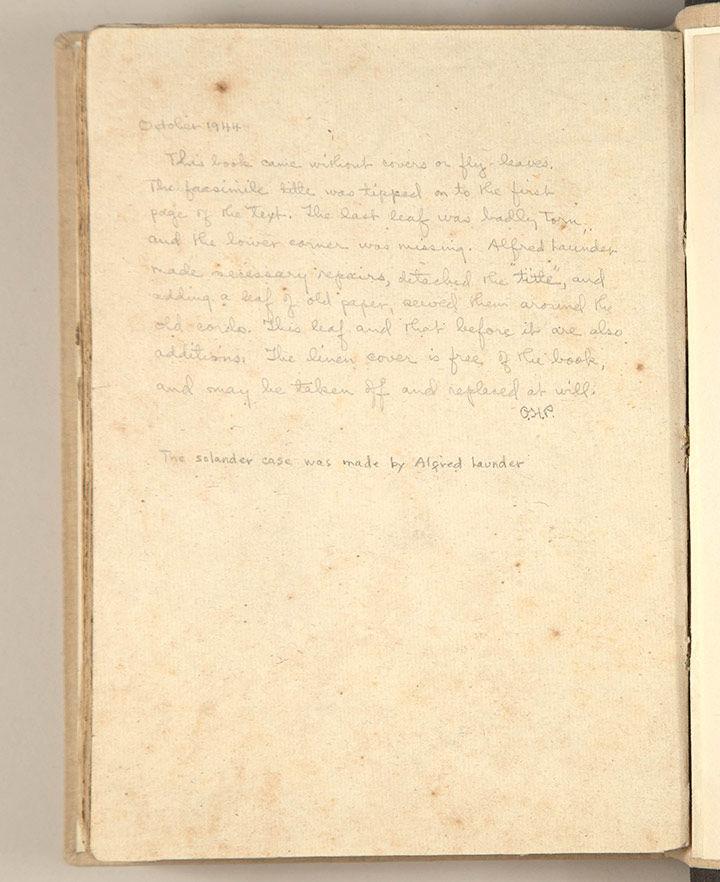 October 1944
This book came without covers or fly-leaves.
The facsimile title was tipped on to the first
page of the text. The last leaf was badly torn,
and the lower corner was missing. Alfred Launder
made necessary repairs, detached the "title", and
adding a leaf of old paper, sewed them around the
old cords. This leaf and that before it are also
additions. The linen cover is free of the book,
and may be taken off and replaced at will.
O.H.P.
The solander case was made by Alfred Launder